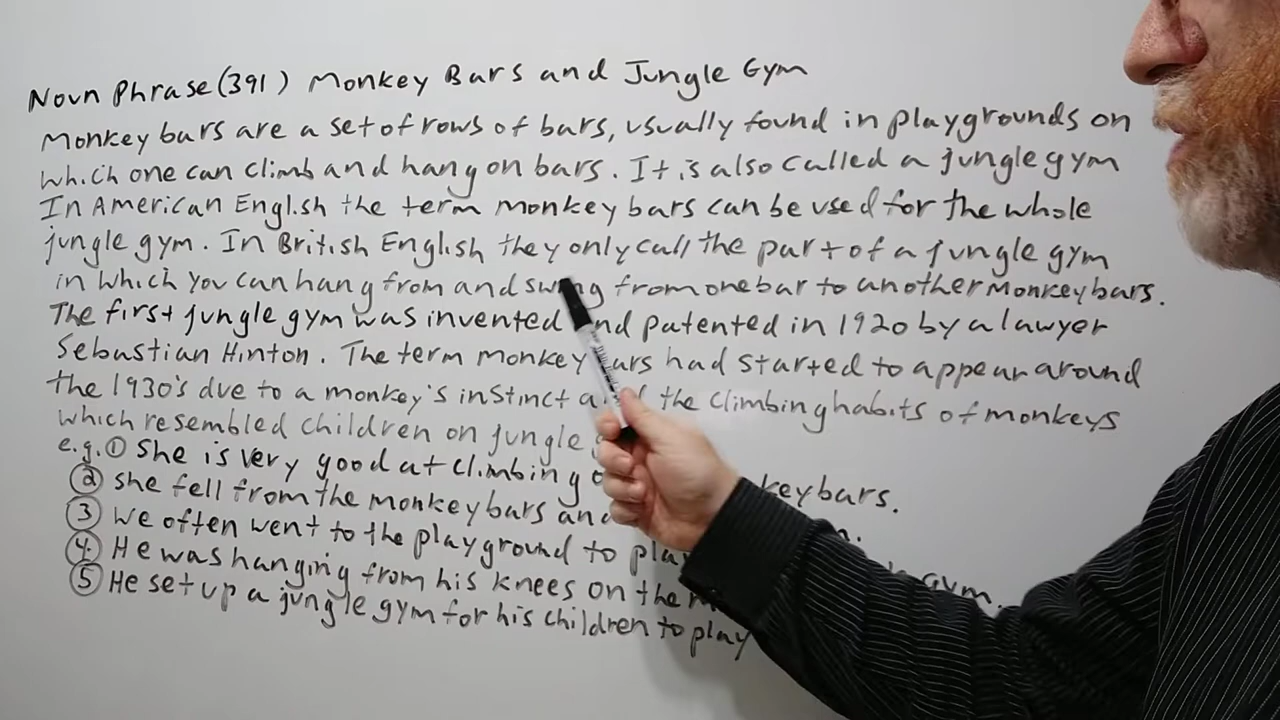 Noun Phrase (391) Monkey Bars and Jungle Gym
Monkey bars are a set of rows of bars, usually found in playgrounds on
which one can climb and hang on bars. It is also called a jungle gym
In American English the term monkey bars can be used for the whole
jungle gym. In British English they only call the part of a jungle gym
in which you can hang from and swing from one bar to another monkey bars.
The first jungle gym was invented and patented in 1920 by a lawyer
Sebastian Hinton. The term monkey bars had started to appear around
the 1930's due to a monkey's instinct the climbing habits of monkeys
which resembled children on jungle
e.g. ① She is very good at climbing keybars.
② She fell from the monkey bars and
③ We often went to the playground to play gym.
④ He was hanging from his knees on the
⑤ He set up a jungle gym for his children to play